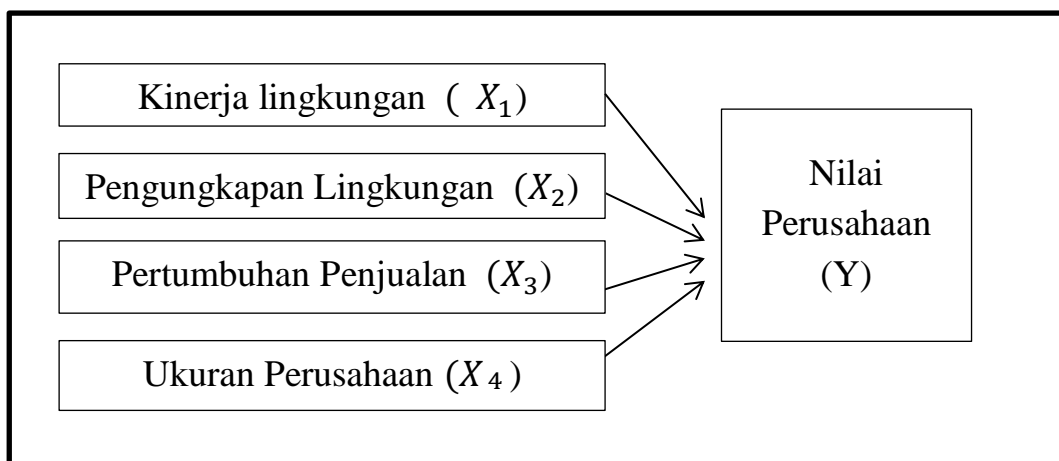 Kinerja lingkungan ( X₁)
Pengungkapan Lingkungan (X₂)
Pertumbuhan Penjualan (X₃)
Ukuran Perusahaan (X₄)
Nilai
Perusahaan
(Y)